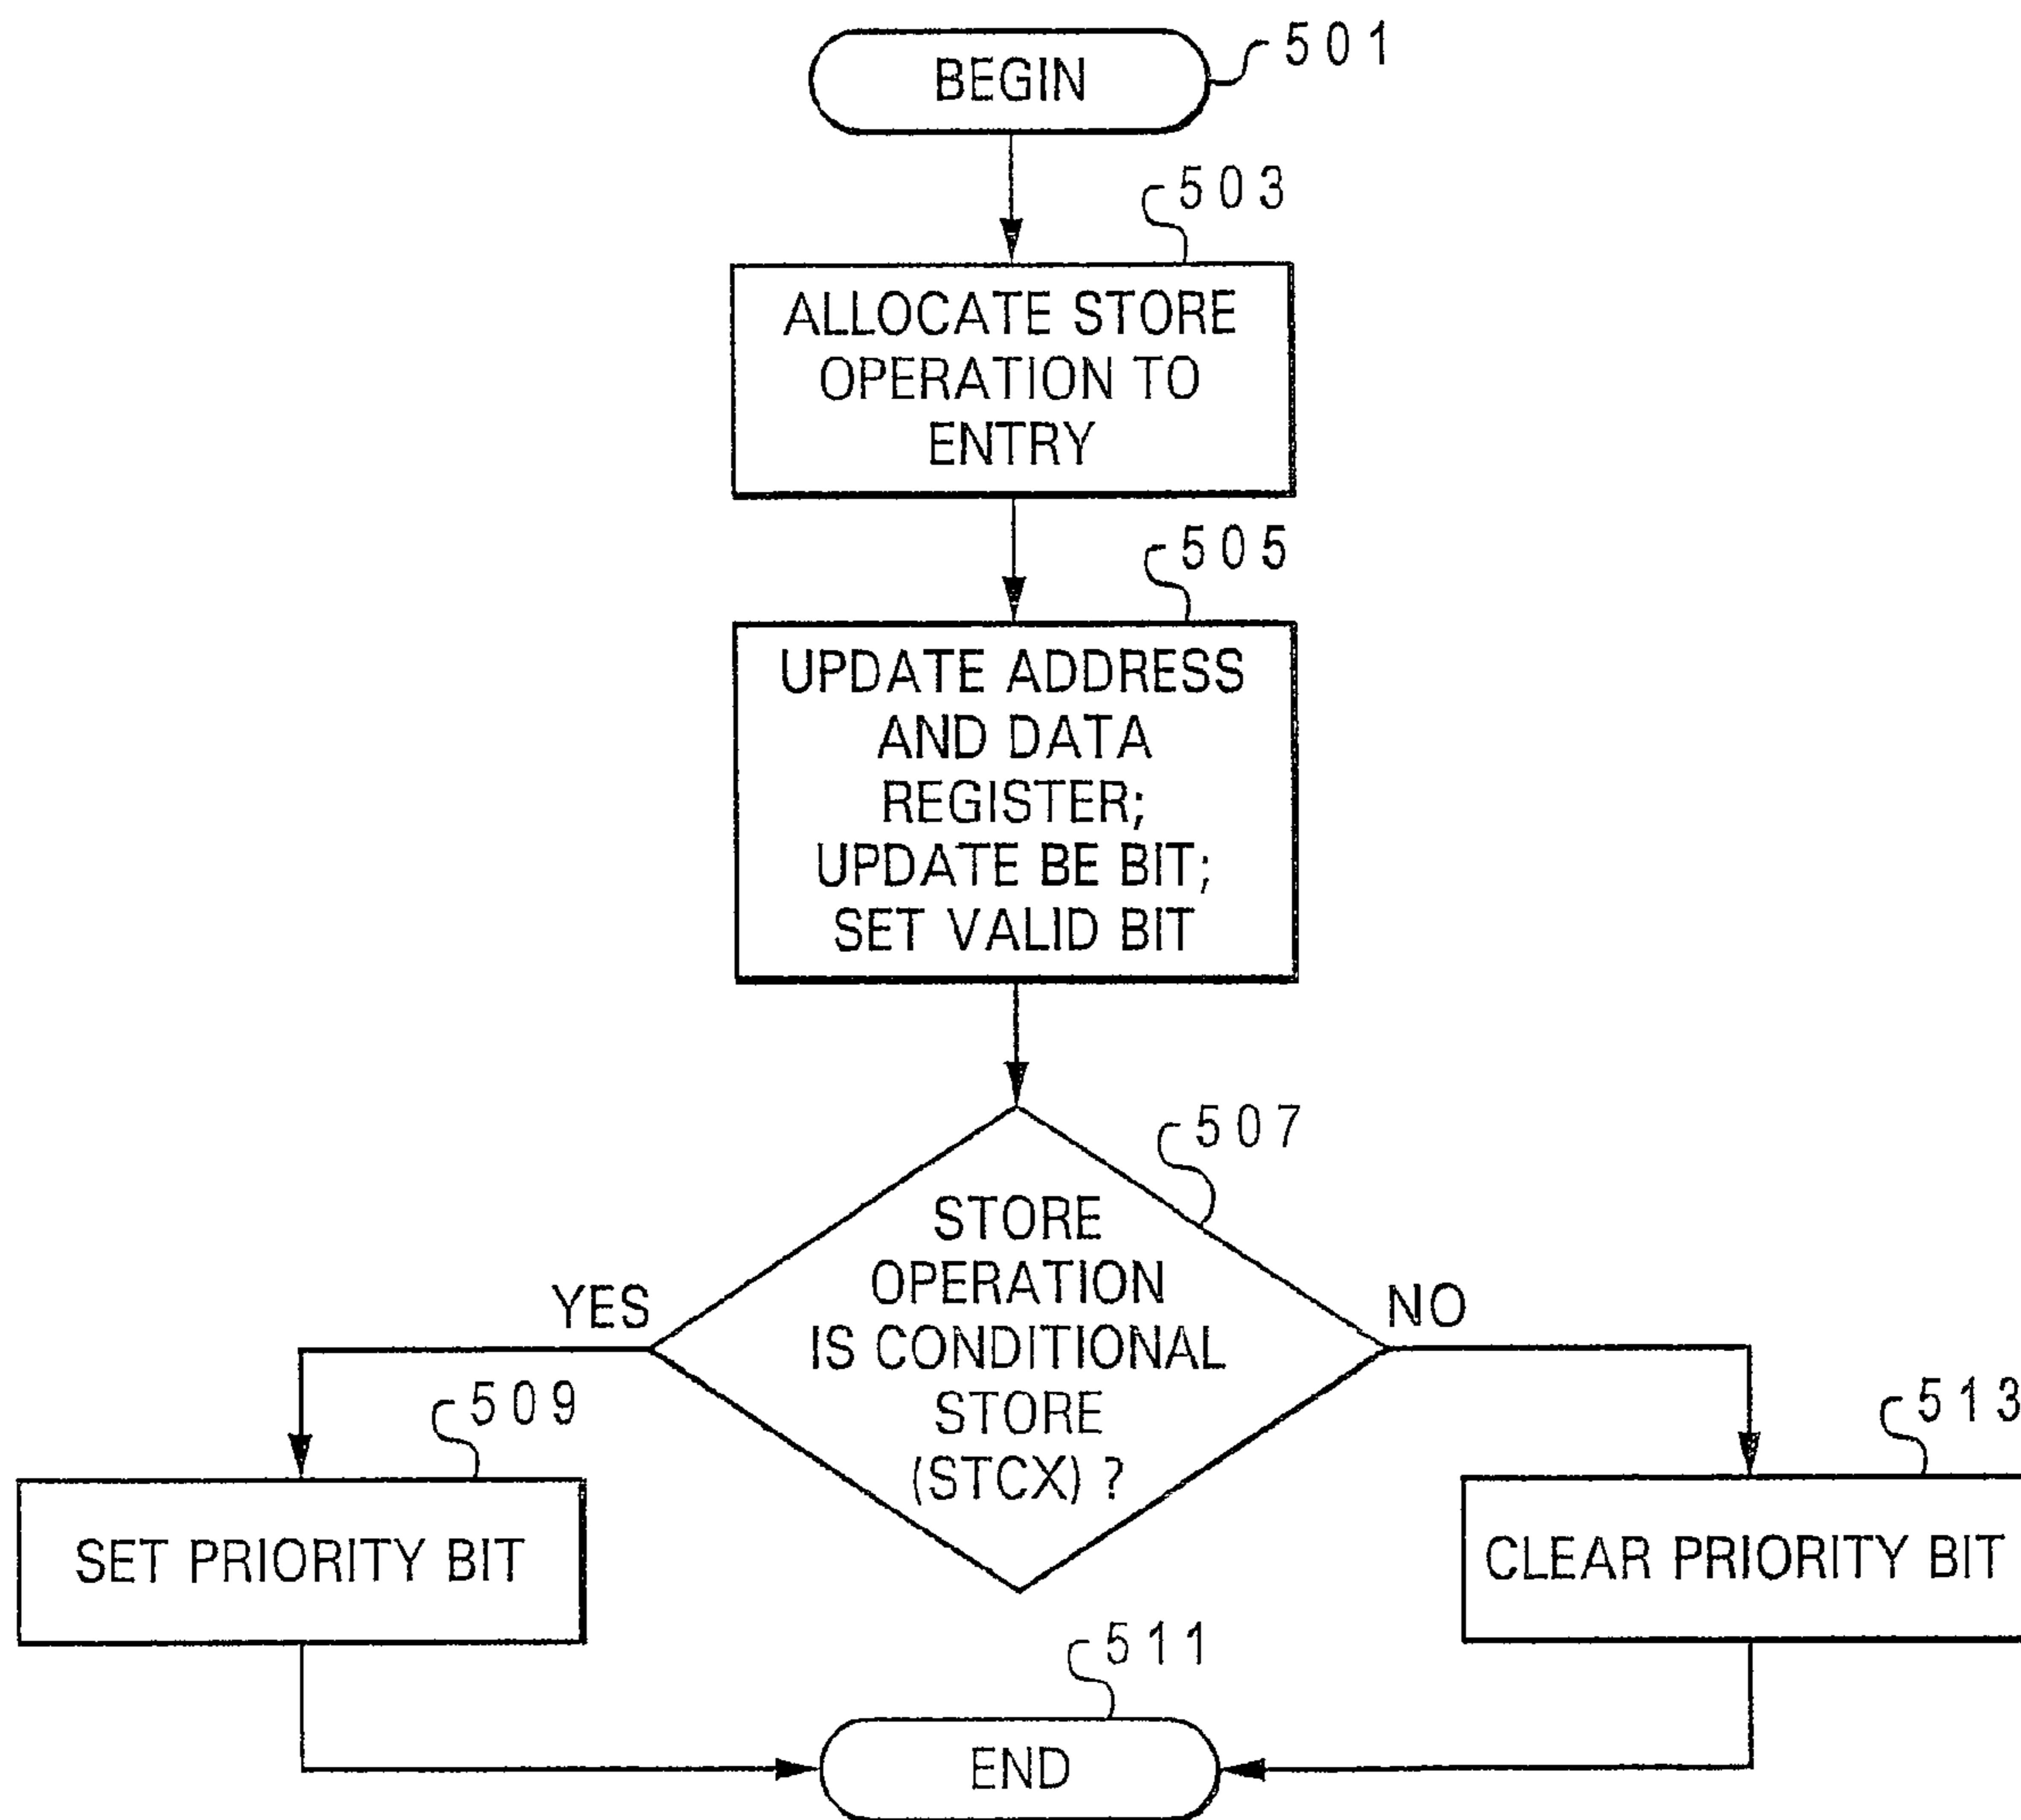 BEGIN
501
503
ALLOCATE STORE
OPERATION TO
ENTRY
505
UPDATE ADDRESS
AND DATA
REGISTER;
UPDATE BE BIT;
SET VALID BIT
507
STORE
OPERATION
IS CONDITIONAL
STORE
(STCX) ?
YES
NO
509
SET PRIORITY BIT
513
CLEAR PRIORITY BIT
511
END